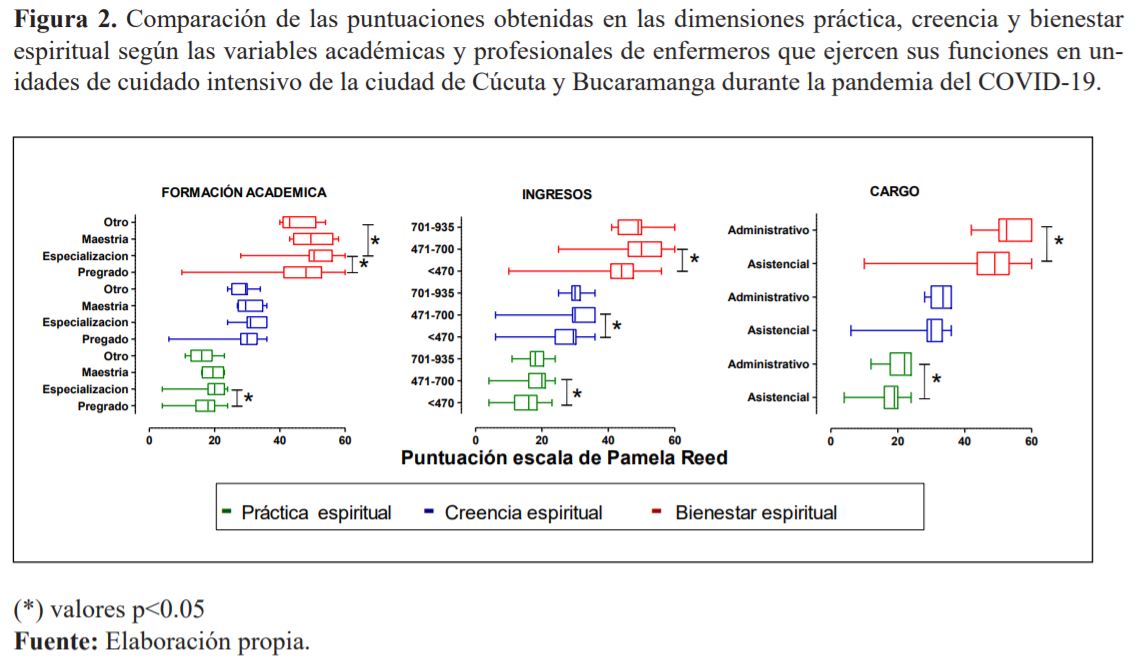 Figura 2. Comparación de las puntuaciones obtenidas en las dimensiones práctica, creencia y bienestar
espiritual según las variables académicas y profesionales de enfermeros que ejercen sus funciones en un-
idades de cuidado intensivo de la ciudad de Cúcuta y Bucaramanga durante la pandemia del COVID-19.
FORMACIÓN ACADEMICA
Otro
Maestria
Especializacion
Pregrado
Otro
Maestria
Especializacion
Pregado
Otro
Maestria
Especializacion
Pregrado
* * *
0 20 40 60
INGRESOS
701-935
471-700
<470
701-935
471-700
<470
701-935
471-700
<470
* * *
0 20 40 60
CARGO
Administrativo
Asistencial
Administrativo
Asistencial
Administrativo
Asistencial
* *
0 20 40 60
Puntuación escala de Pamela Reed
Práctica espiritual Creencia espiritual Bienestar espiritual
(*) valores p<0.05
Fuente: Elaboración propia.